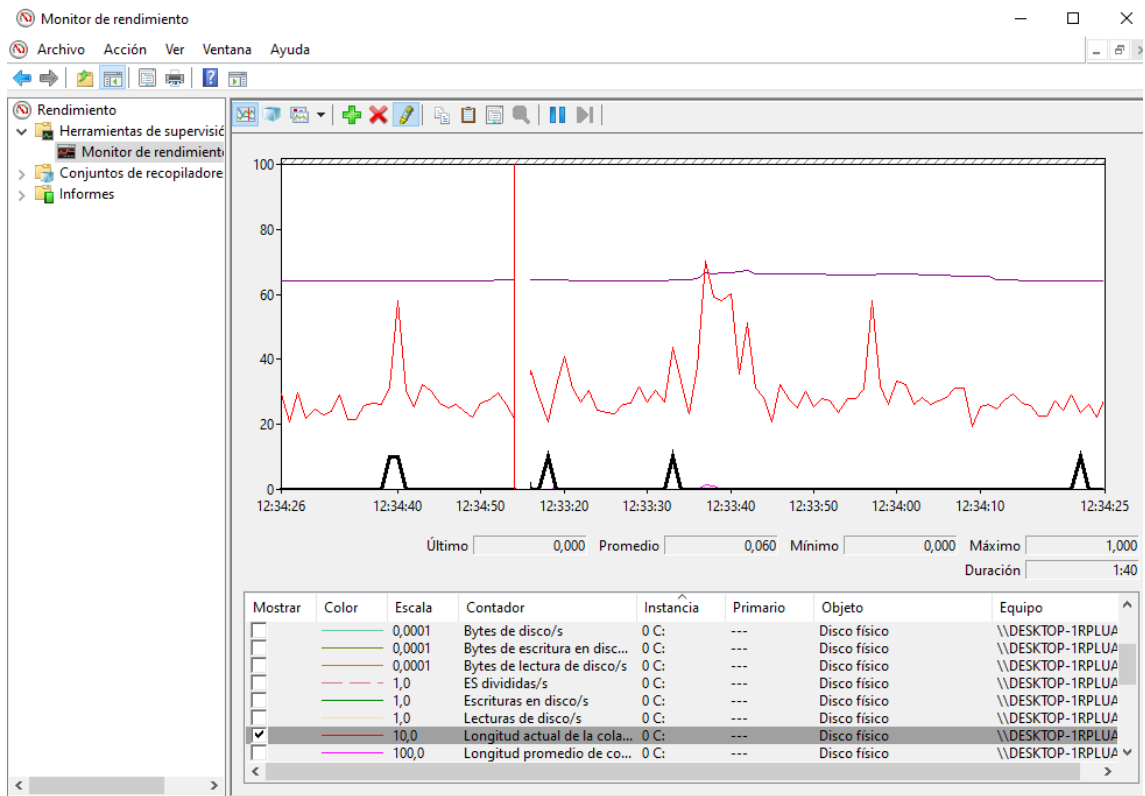 Monitor de rendimiento
Archivo Acción Ver Ventana Ayuda
Rendimiento
Herramientas de supervisió
Monitor de rendimiento
Conjuntos de recopiladore
Informes
100
80
60
40
20
0
12:34:26 12:34:40 12:34:50 12:33:20 12:33:30 12:33:40 12:33:50 12:34:00 12:34:10 12:34:25
Último 0,000 Promedio 0,060 Mínimo 0,000 Máximo 1,000
Duración 1:40
Mostrar Color Escala Contador Instancia Primario Objeto Equipo
0,0001 Bytes de disco/s 0 C: --- Disco físico \\DESKTOP-1RPLUA
0,0001 Bytes de escritura en disc... 0 C: --- Disco físico \\DESKTOP-1RPLUA
0,0001 Bytes de lectura de disco/s 0 C: --- Disco físico \\DESKTOP-1RPLUA
1,0 ES divididas/s 0 C: --- Disco físico \\DESKTOP-1RPLUA
1,0 Escrituras en disco/s 0 C: --- Disco físico \\DESKTOP-1RPLUA
1,0 Lecturas de disco/s 0 C: --- Disco físico \\DESKTOP-1RPLUA
10,0 Longitud actual de la cola... 0 C: --- Disco físico \\DESKTOP-1RPLUA
100,0 Longitud promedio de co... 0 C: --- Disco físico \\DESKTOP-1RPLUA